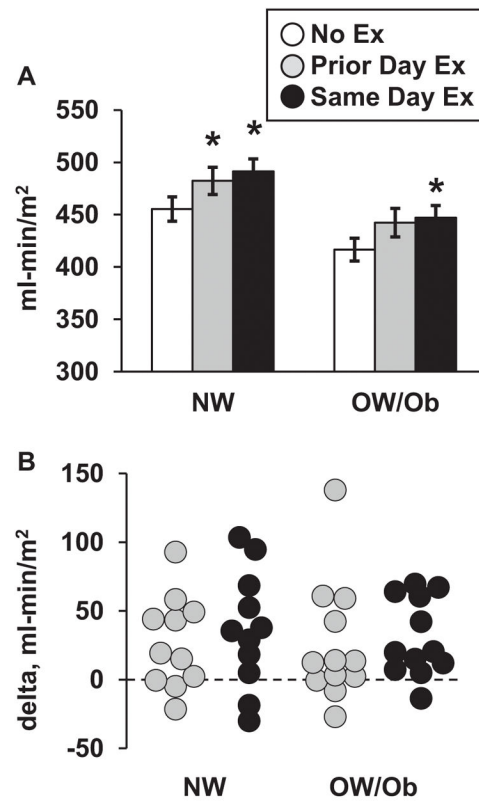 No Ex
Prior Day Ex
Same Day Ex
A
550
500
450
400
350
300
ml-min/m²
* *
*
NW OW/Ob
B
150
100
50
0
-50
delta, ml-min/m²
NW OW/Ob